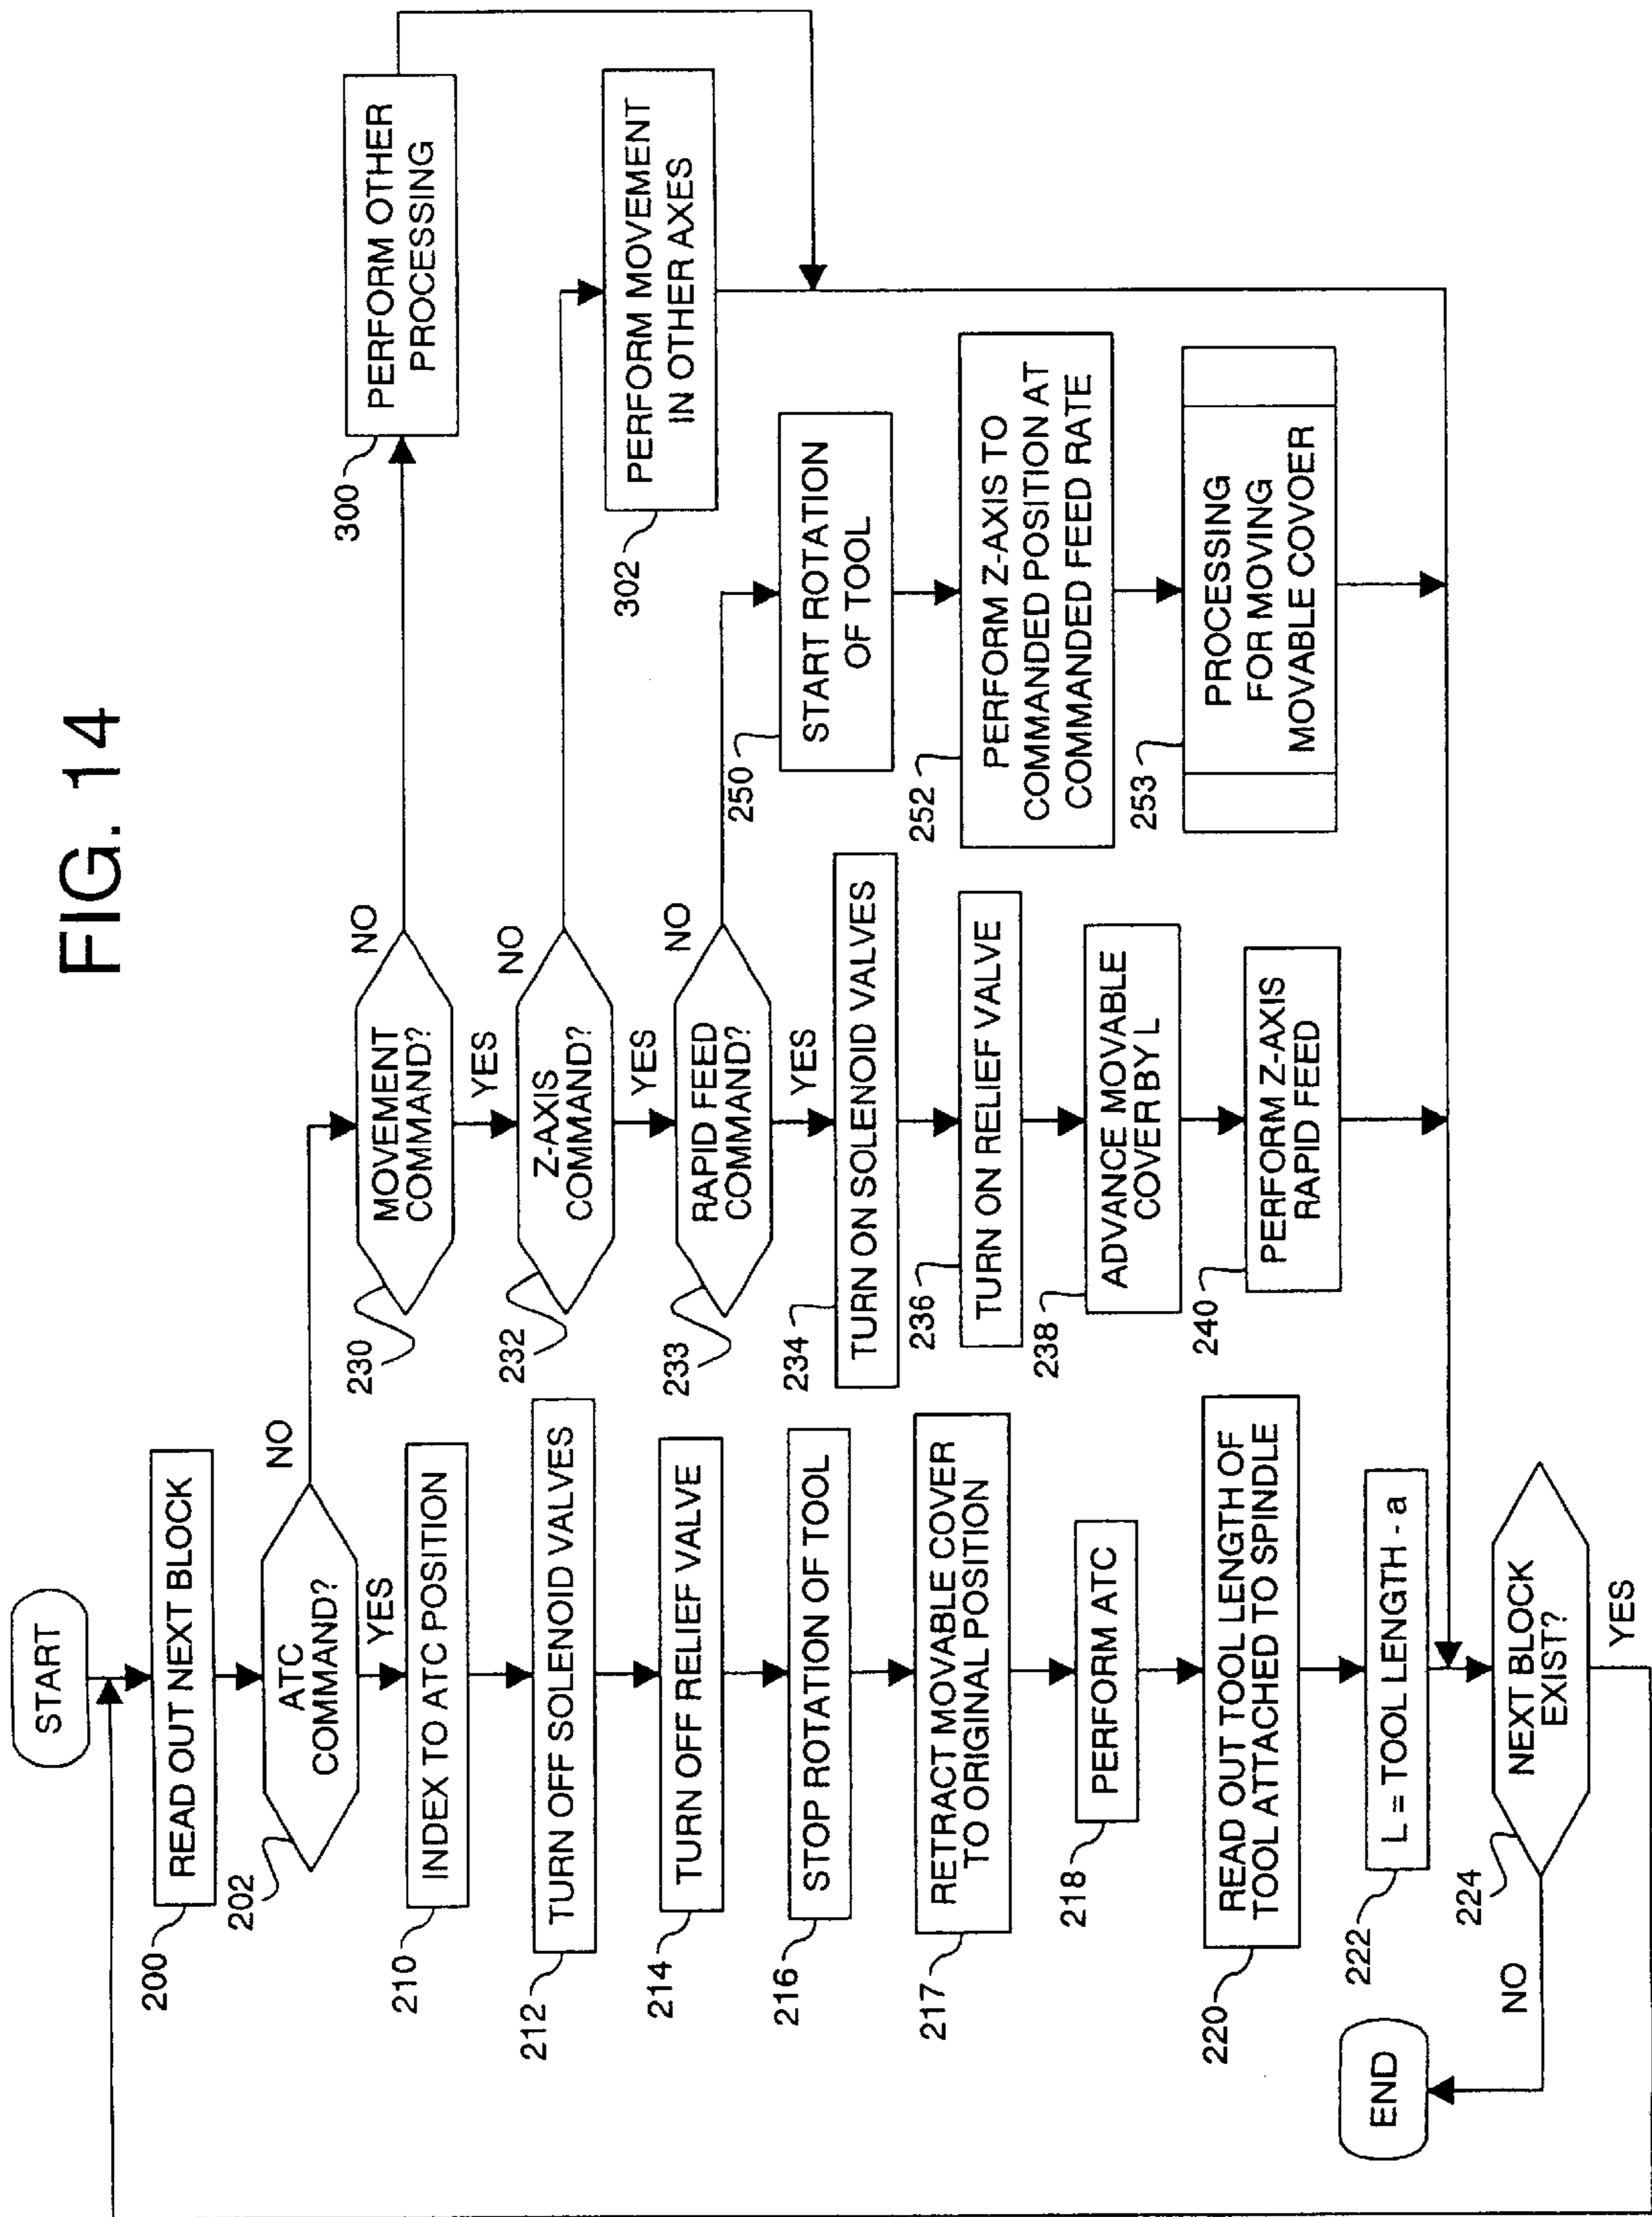 FIG. 14
START
200
READ OUT NEXT BLOCK
202
ATC
COMMAND?
NO
YES
210
INDEX TO ATC POSITION
212
TURN OFF SOLENOID VALVES
214
TURN OFF RELIEF VALVE
216
STOP ROTATION OF TOOL
217
RETRACT MOVABLE COVER
TO ORIGINAL POSITION
218
PERFORM ATC
220
READ OUT TOOL LENGTH OF
TOOL ATTACHED TO SPINDLE
222
L = TOOL LENGTH - a
224
NEXT BLOCK
EXIST?
NO
YES
END
230
MOVEMENT
COMMAND?
NO
YES
232
Z-AXIS
COMMAND?
NO
YES
233
RAPID FEED
COMMAND?
NO
YES
234
TURN ON SOLENOID VALVES
236
TURN ON RELIEF VALVE
238
ADVANCE MOVABLE
COVER BY L
240
PERFORM Z-AXIS
RAPID FEED
250
START ROTATION
OF TOOL
252
PERFORM Z-AXIS TO
COMMANDED POSITION AT
COMMANDED FEED RATE
253
PROCESSING
FOR MOVING
MOVABLE COVOER
300
PERFORM OTHER
PROCESSING
302
PERFORM MOVEMENT
IN OTHER AXES